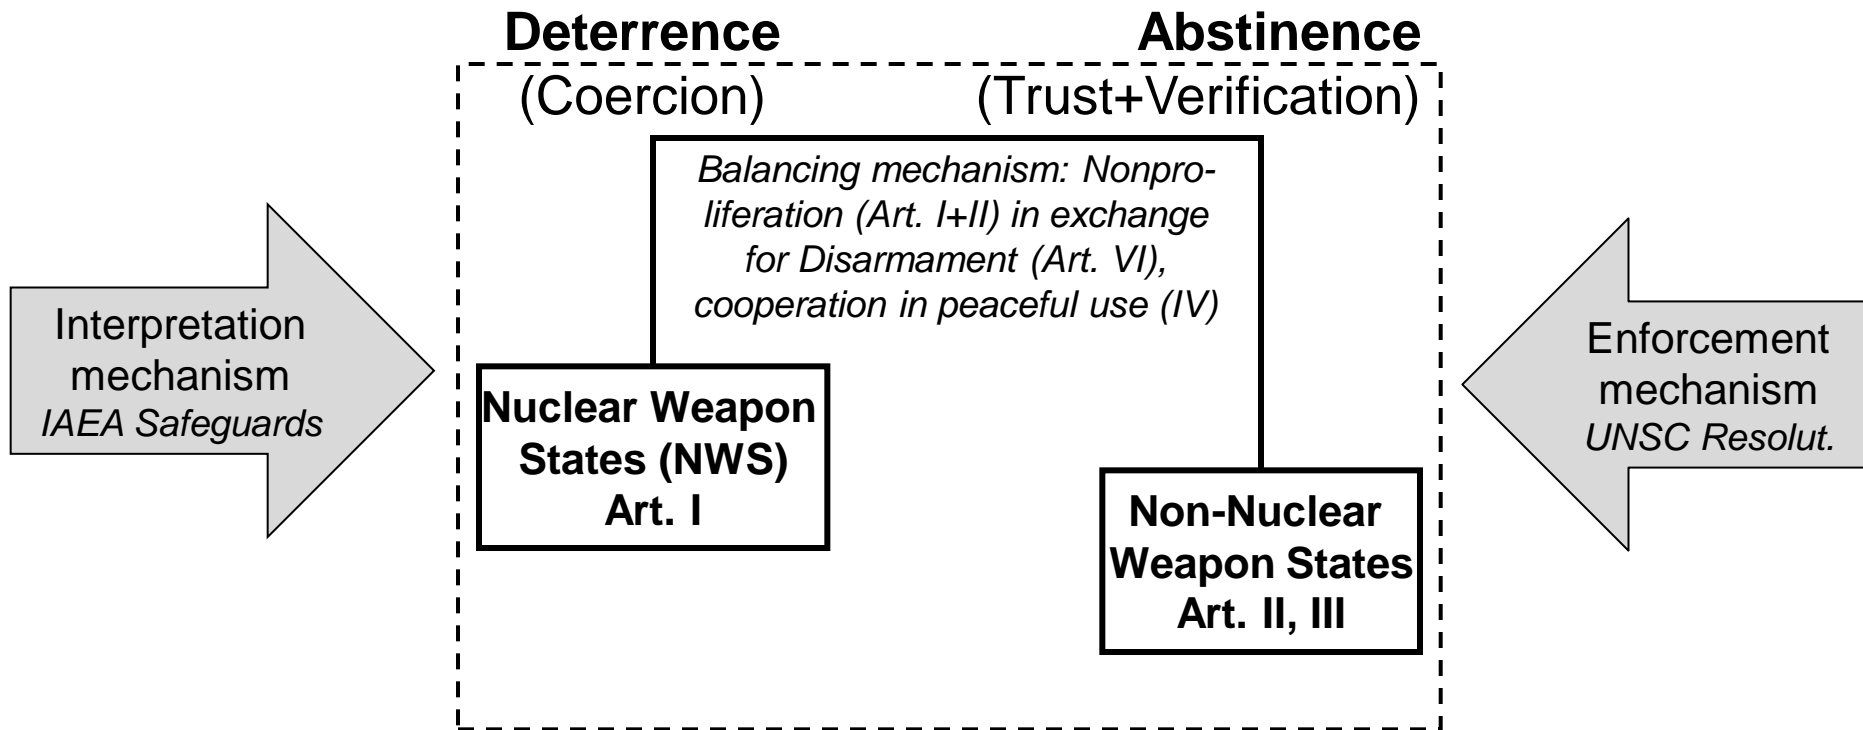 Deterrence
Abstinence
(Coercion)
(Trust+Verification)
Balancing mechanism: Nonpro-
liferation (Art. I+II) in exchange
for Disarmament (Art. VI),
cooperation in peaceful use (IV)
Interpretation
mechanism
IAEA Safeguards
Enforcement
mechanism
UNSC Resolut.
Nuclear Weapon
States (NWS)
Art. I
Non-Nuclear
Weapon States
Art. II, III